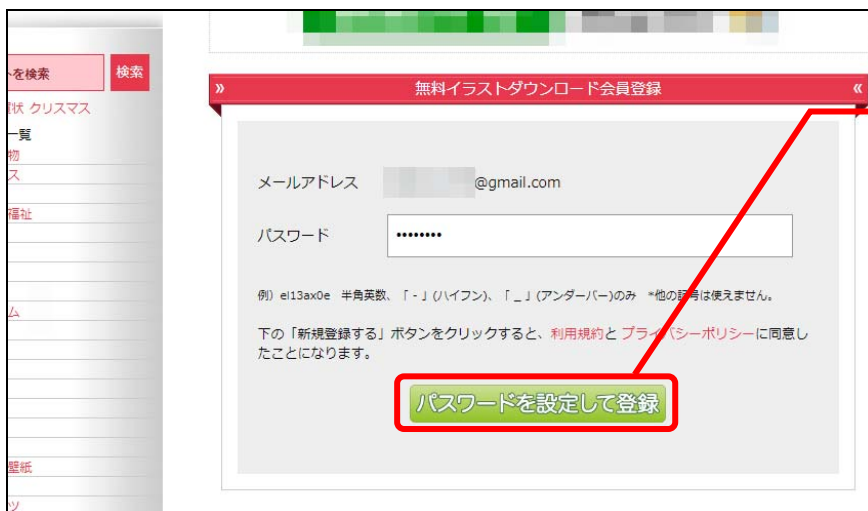 を検索
検索
状 クリスマス
一覧
物
ス
福祉
ム
壁紙
ツ
» 無料イラストダウンロード会員登録 «
メールアドレス @gmail.com
パスワード ••••••••
例）el13ax0e 半角英数、「 - 」(ハイフン)、「 _ 」(アンダーバー)のみ *他の記号は使えません。
下の「新規登録する」ボタンをクリックすると、利用規約と プライバシーポリシーに同意し
たことになります。
パスワードを設定して登録